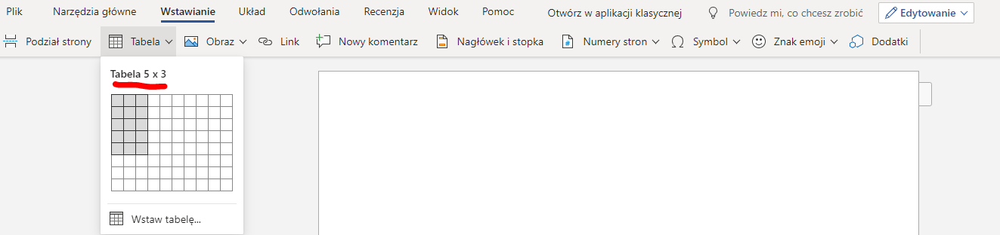 Plik Narzędzia główne Wstawianie Układ Odwołania Recenzja Widok Pomoc Otwórz w aplikacji klasycznej Powiedz mi, co chcesz zrobić Edytowanie
Podział strony Tabela Obraz Link Nowy komentarz Nagłówek i stopka Numery stron Symbol Znak emoji Dodatki
Tabela 5 x 3
Wstaw tabelę...